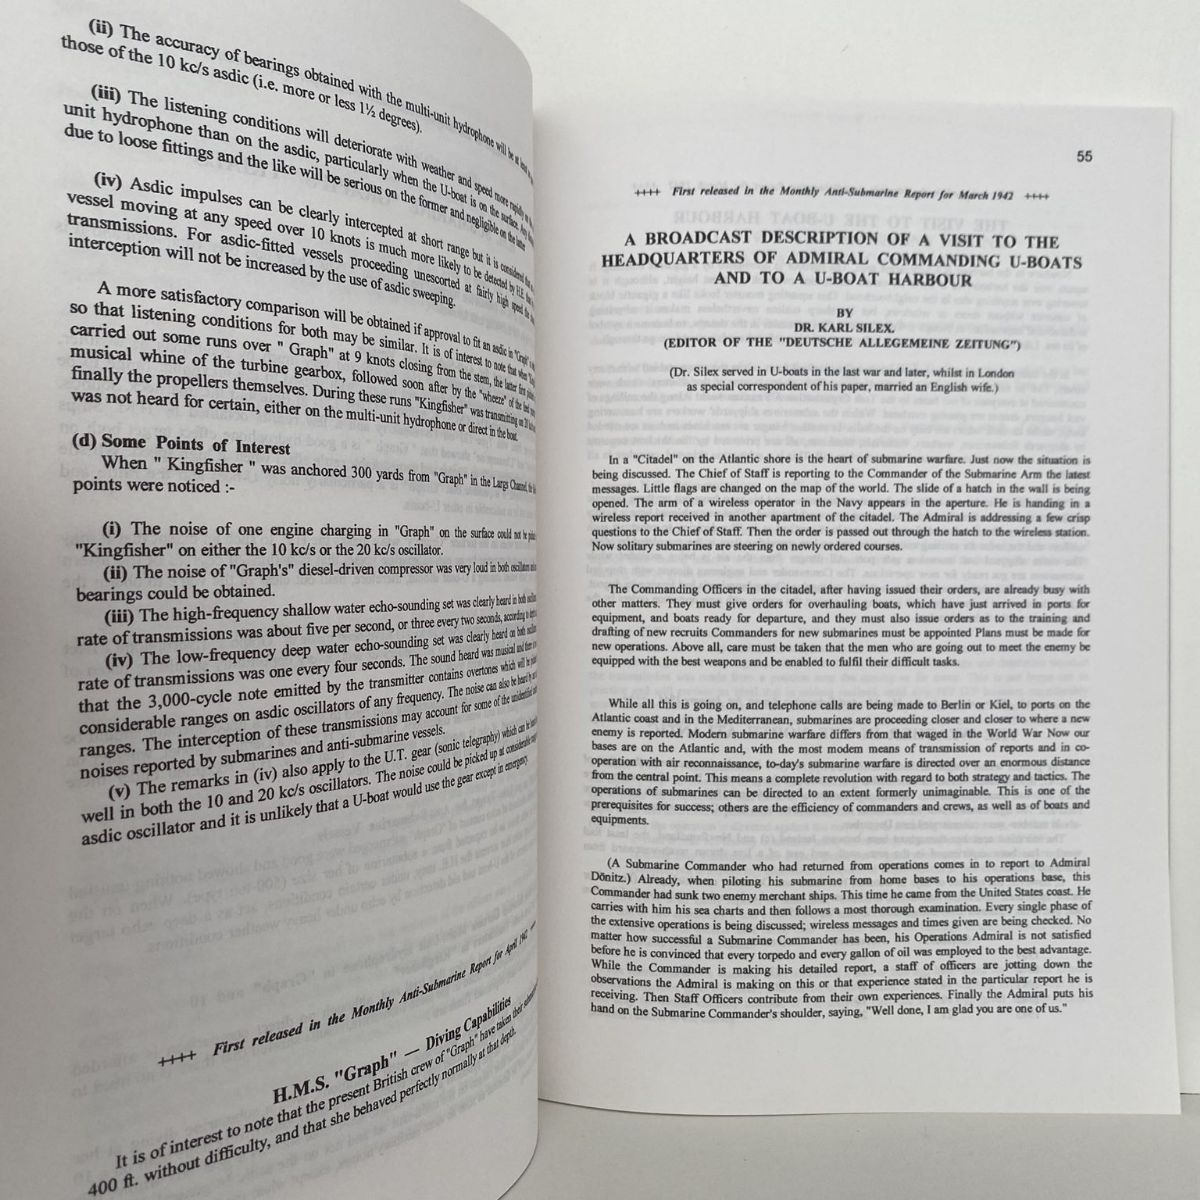 (ii) The accuracy of bearings obtained with the multi-unit hydrophone will be
those of the 10 kc/s asdic (i.e. more or less 1½ degrees).
(iii) The listening conditions will deteriorate with weather and speed more rapidly
unit hydrophone than on the asdic, particularly when the U-boat is on the surface. Any
due to loose fittings and the like will be serious on the former and negligible on the latter
(iv) Asdic impulses can be clearly intercepted at short range but it is considered that
vessel moving at any speed over 10 knots is much more likely to be detected by H.E.
transmissions. For asdic-fitted vessels proceeding unescorted at fairly high speed the
interception will not be increased by the use of asdic sweeping.
A more satisfactory comparison will be obtained if approval to fit an asdic in "Graph"
so that listening conditions for both may be similar. It is of interest to note that when
carried out some runs over " Graph" at 9 knots closing from the stern, the latter first
musical whine of the turbine gearbox, followed soon after by the "wheeze" of the
finally the propellers themselves. During these runs "Kingfisher" was transmitting on
was not heard for certain, either on the multi-unit hydrophone or direct in the boat.
(d) Some Points of Interest
When " Kingfisher " was anchored 300 yards from "Graph" in the Largs Channel, the
points were noticed :-
(i) The noise of one engine charging in "Graph" on the surface could not be
"Kingfisher" on either the 10 kc/s or the 20 kc/s oscillator.
(ii) The noise of "Graph's" diesel-driven compressor was very loud in both oscillators
bearings could be obtained.
(iii) The high-frequency shallow water echo-sounding set was clearly heard in both
rate of transmissions was about five per second, or three every two seconds, according to
(iv) The low-frequency deep water echo-sounding set was clearly heard on both
rate of transmissions was one every four seconds. The sound heard was musical and
that the 3,000-cycle note emitted by the transmitter contains overtones which will be
considerable ranges on asdic oscillators of any frequency. The noise can also be heard by
ranges. The interception of these transmissions may account for some of the unidentified
noises reported by submarines and anti-submarine vessels.
(v) The remarks in (iv) also apply to the U.T. gear (sonic telegraphy) which can be
well in both the 10 and 20 kc/s oscillators. The noise could be picked up at considerable
asdic oscillator and it is unlikely that a U-boat would use the gear except in emergency
++++ First released in the Monthly Anti-Submarine Report for April 1942
H.M.S. "Graph" — Diving Capabilities
It is of interest to note that the present British crew of "Graph" have taken their
400 ft. without difficulty, and that she behaved perfectly normally at that depth.
55
++++ First released in the Monthly Anti-Submarine Report for March 1942 ++++
A BROADCAST DESCRIPTION OF A VISIT TO THE
HEADQUARTERS OF ADMIRAL COMMANDING U-BOATS
AND TO A U-BOAT HARBOUR
BY
DR. KARL SILEX.
(EDITOR OF THE "DEUTSCHE ALLEGEMEINE ZEITUNG")
(Dr. Silex served in U-boats in the last war and later, whilst in London
as special correspondent of his paper, married an English wife.)
In a "Citadel" on the Atlantic shore is the heart of submarine warfare. Just now the situation is
being discussed. The Chief of Staff is reporting to the Commander of the Submarine Arm the latest
messages. Little flags are changed on the map of the world. The slide of a hatch in the wall is being
opened. The arm of a wireless operator in the Navy appears in the aperture. He is handing in a
wireless report received in another apartment of the citadel. The Admiral is addressing a few crisp
questions to the Chief of Staff. Then the order is passed out through the hatch to the wireless station.
Now solitary submarines are steering on newly ordered courses.
The Commanding Officers in the citadel, after having issued their orders, are already busy with
other matters. They must give orders for overhauling boats, which have just arrived in ports for
equipment, and boats ready for departure, and they must also issue orders as to the training and
drafting of new recruits Commanders for new submarines must be appointed Plans must be made for
new operations. Above all, care must be taken that the men who are going out to meet the enemy be
equipped with the best weapons and be enabled to fulfil their difficult tasks.
While all this is going on, and telephone calls are being made to Berlin or Kiel, to ports on the
Atlantic coast and in the Mediterranean, submarines are proceeding closer and closer to where a new
enemy is reported. Modern submarine warfare differs from that waged in the World War Now our
bases are on the Atlantic and, with the most modem means of transmission of reports and in co-
operation with air reconnaissance, to-day's submarine warfare is directed over an enormous distance
from the central point. This means a complete revolution with regard to both strategy and tactics. The
operations of submarines can be directed to an extent formerly unimaginable. This is one of the
prerequisites for success; others are the efficiency of commanders and crews, as well as of boats and
equipments.
(A Submarine Commander who had returned from operations comes in to report to Admiral
Dönitz.) Already, when piloting his submarine from home bases to his operations base, this
Commander had sunk two enemy merchant ships. This time he came from the United States coast. He
carries with him his sea charts and then follows a most thorough examination. Every single phase of
the extensive operations is being discussed; wireless messages and times given are being checked. No
matter how successful a Submarine Commander has been, his Operations Admiral is not satisfied
before he is convinced that every torpedo and every gallon of oil was employed to the best advantage.
While the Commander is making his detailed report, a staff of officers are jotting down the
observations the Admiral is making on this or that experience stated in the particular report he is
receiving. Then Staff Officers contribute from their own experiences. Finally the Admiral puts his
hand on the Submarine Commander's shoulder, saying, "Well done, I am glad you are one of us."